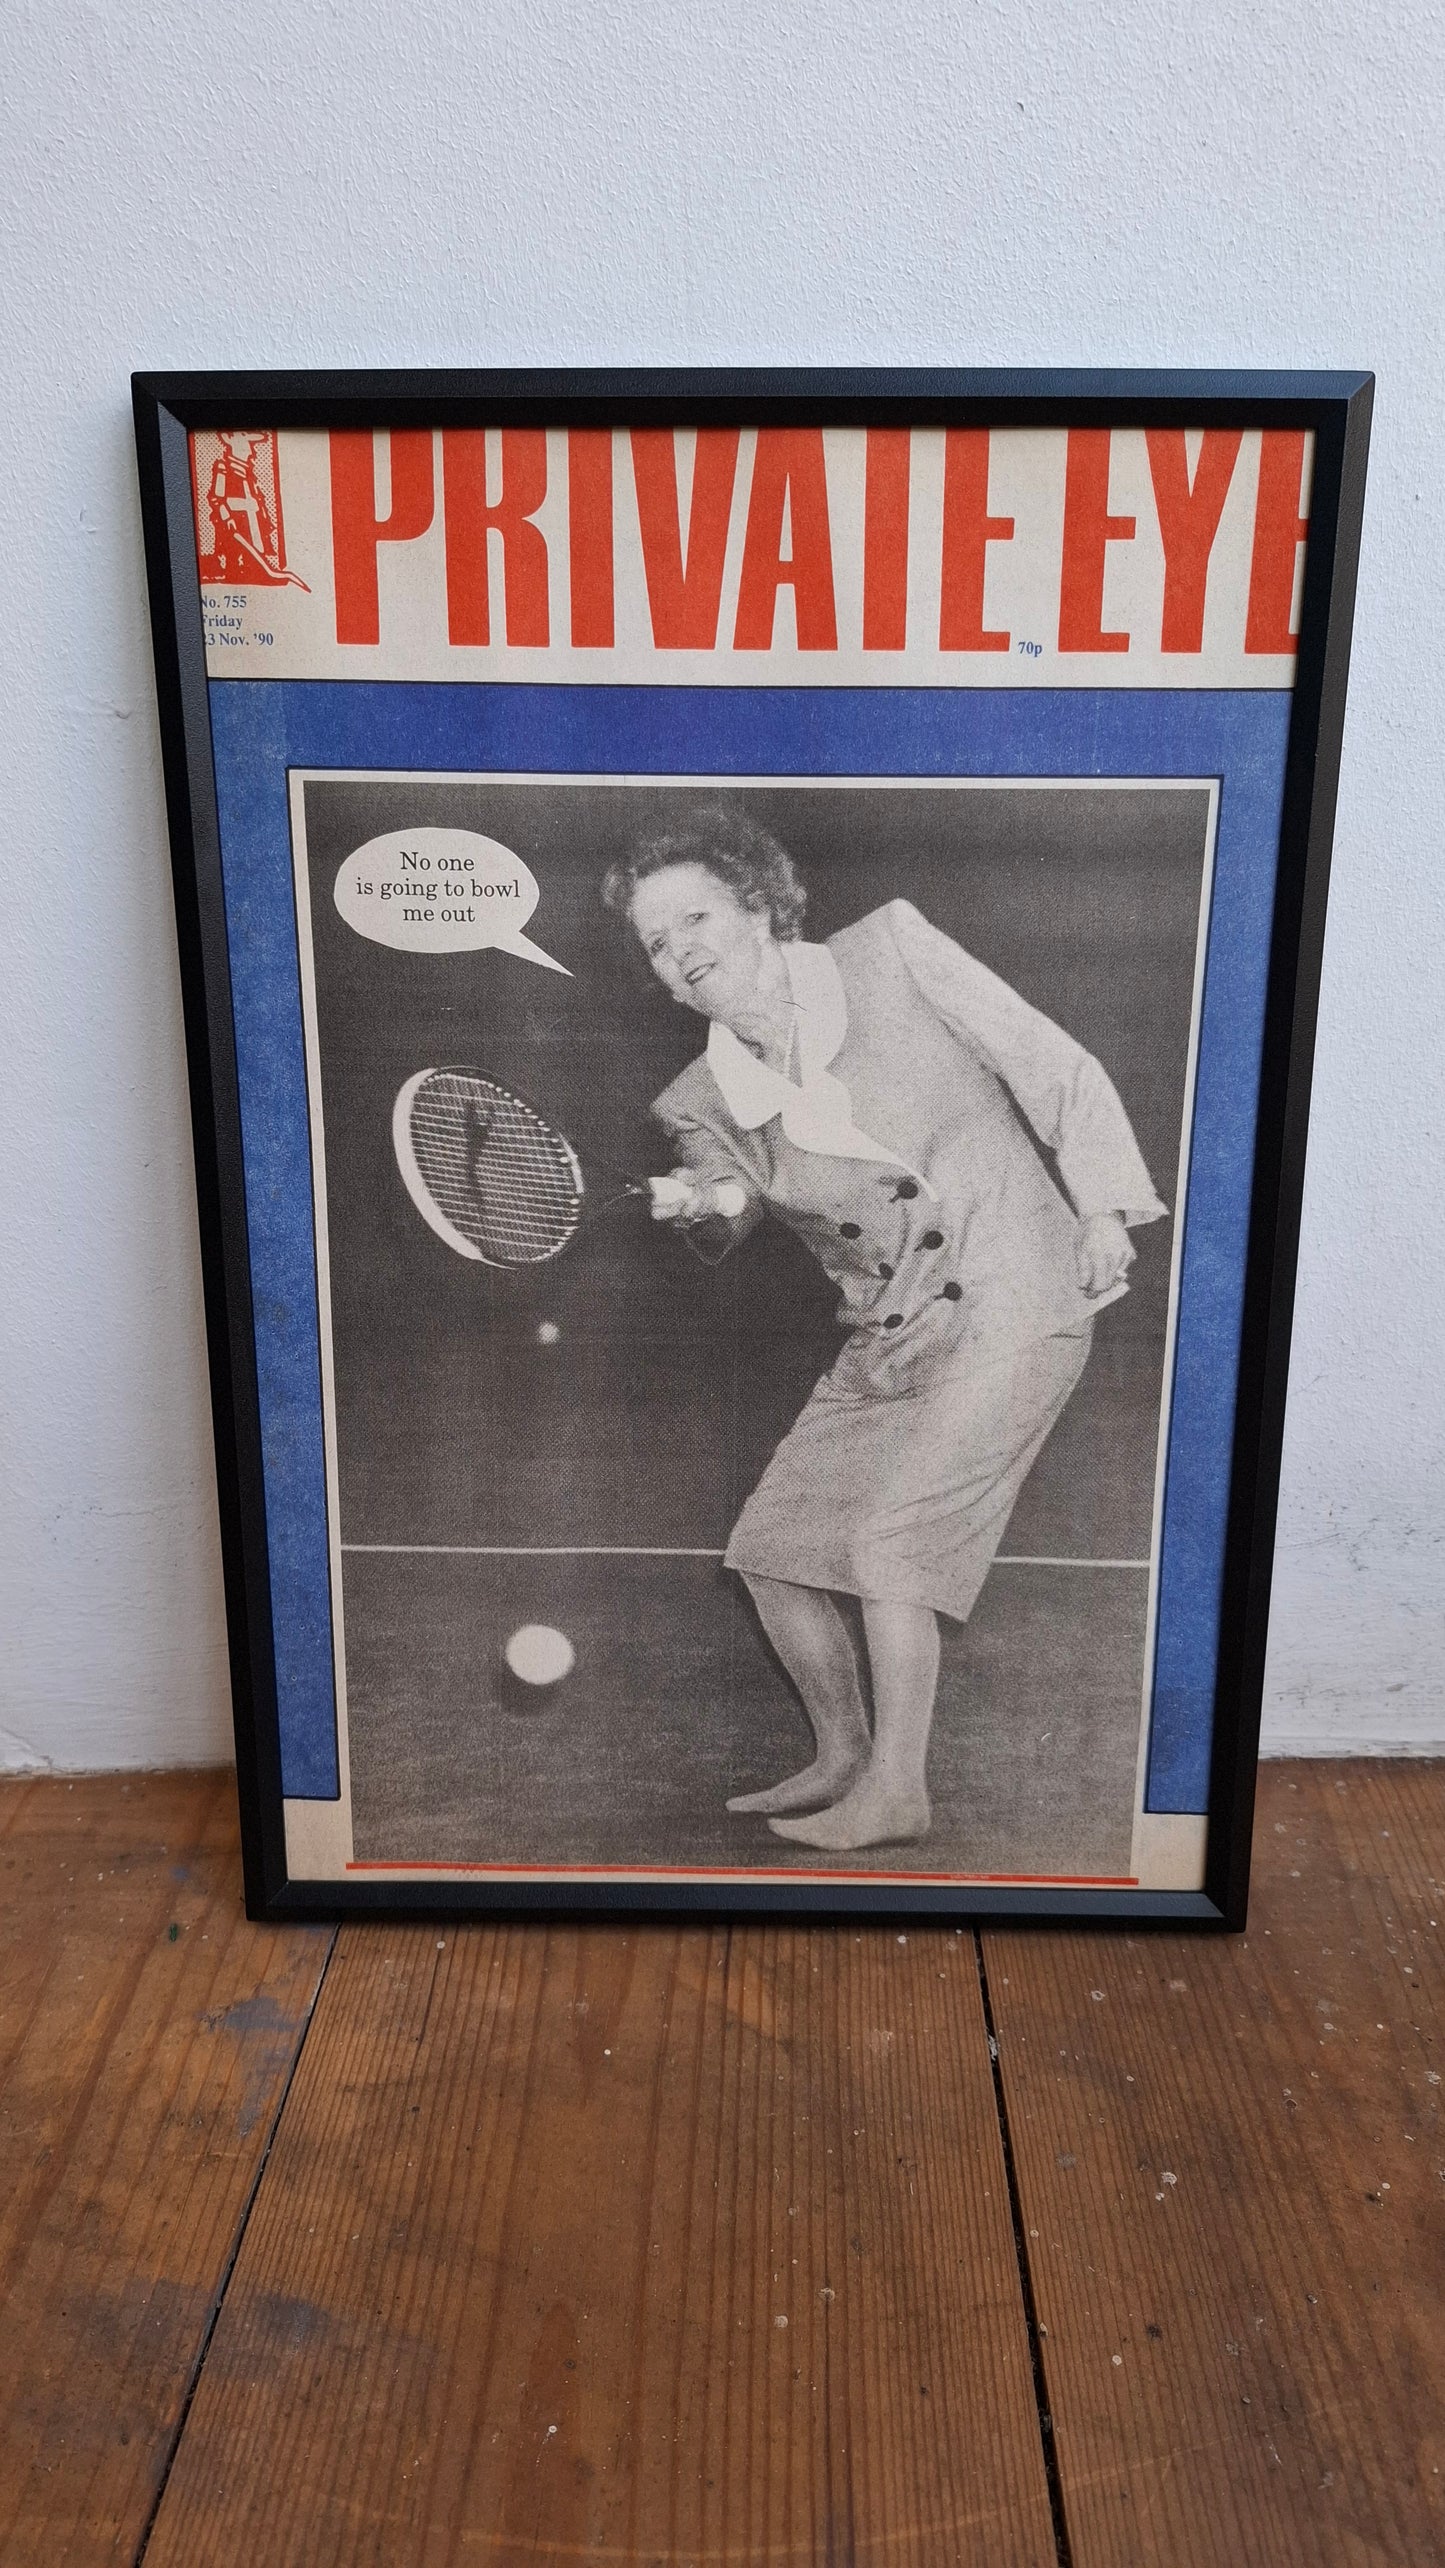 PRIVATE EYE
No. 755
Friday
23 Nov. '90
70p
No one
is going to bowl
me out